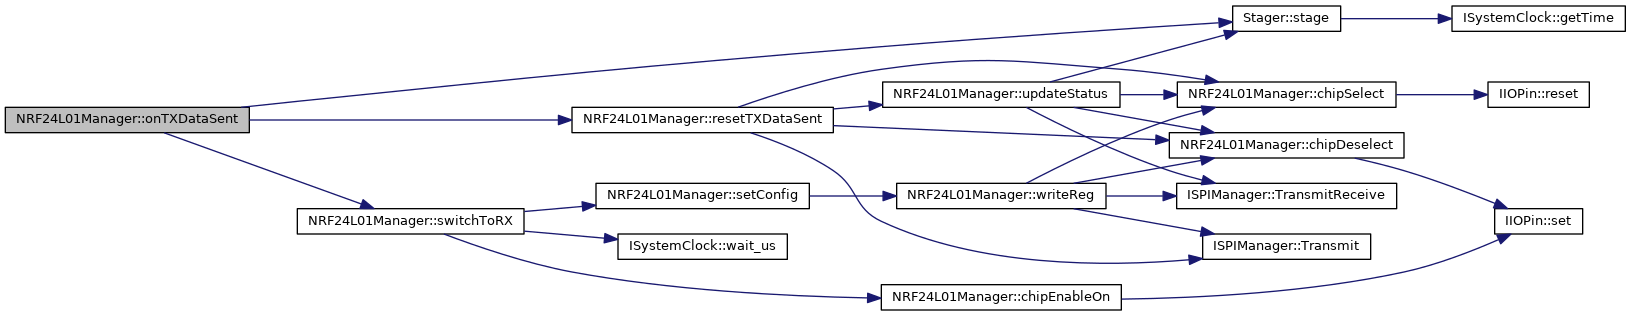 Stager::stage
ISystemClock::getTime
NRF24L01Manager::updateStatus
NRF24L01Manager::chipSelect
IIOPin::reset
NRF24L01Manager::onTXDataSent
NRF24L01Manager::resetTXDataSent
NRF24L01Manager::chipDeselect
NRF24L01Manager::setConfig
NRF24L01Manager::writeReg
ISPIManager::TransmitReceive
NRF24L01Manager::switchToRX
IIOPin::set
ISystemClock::wait_us
ISPIManager::Transmit
NRF24L01Manager::chipEnableOn